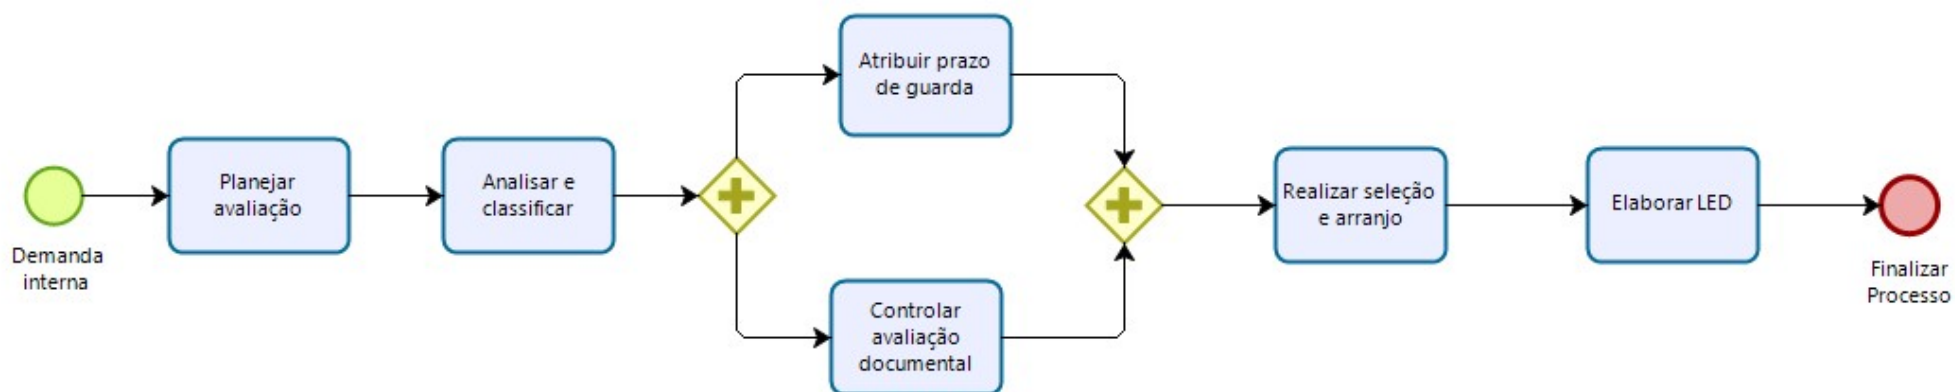 Demanda
interna
Planejar
avaliação
Analisar e
classificar
Atribuir prazo
de guarda
Controlar
avaliação
documental
Realizar seleção
e arranjo
Elaborar LED
Finalizar
Processo